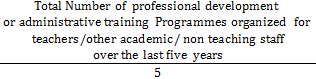 Total Number of professional development
or administrative training Programmes organized for
teachers/other academic/ non teaching staff
over the last five years
5